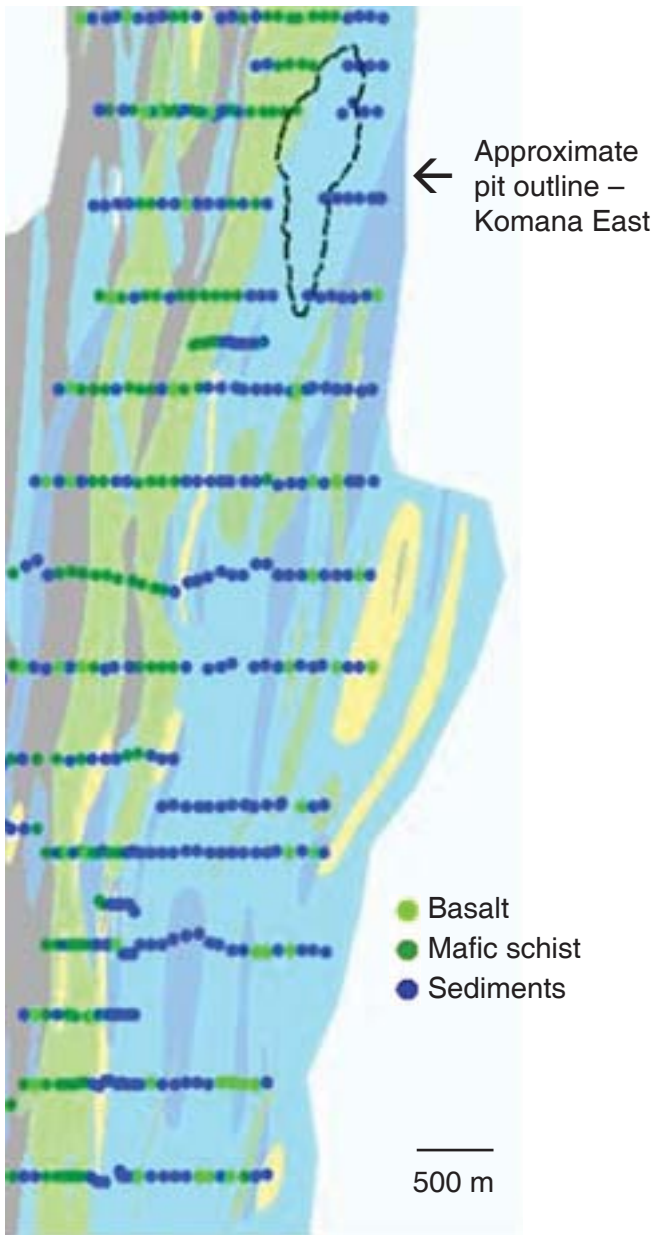 Approximate
pit outline –
Komana East
Basalt
Mafic schist
Sediments
500 m